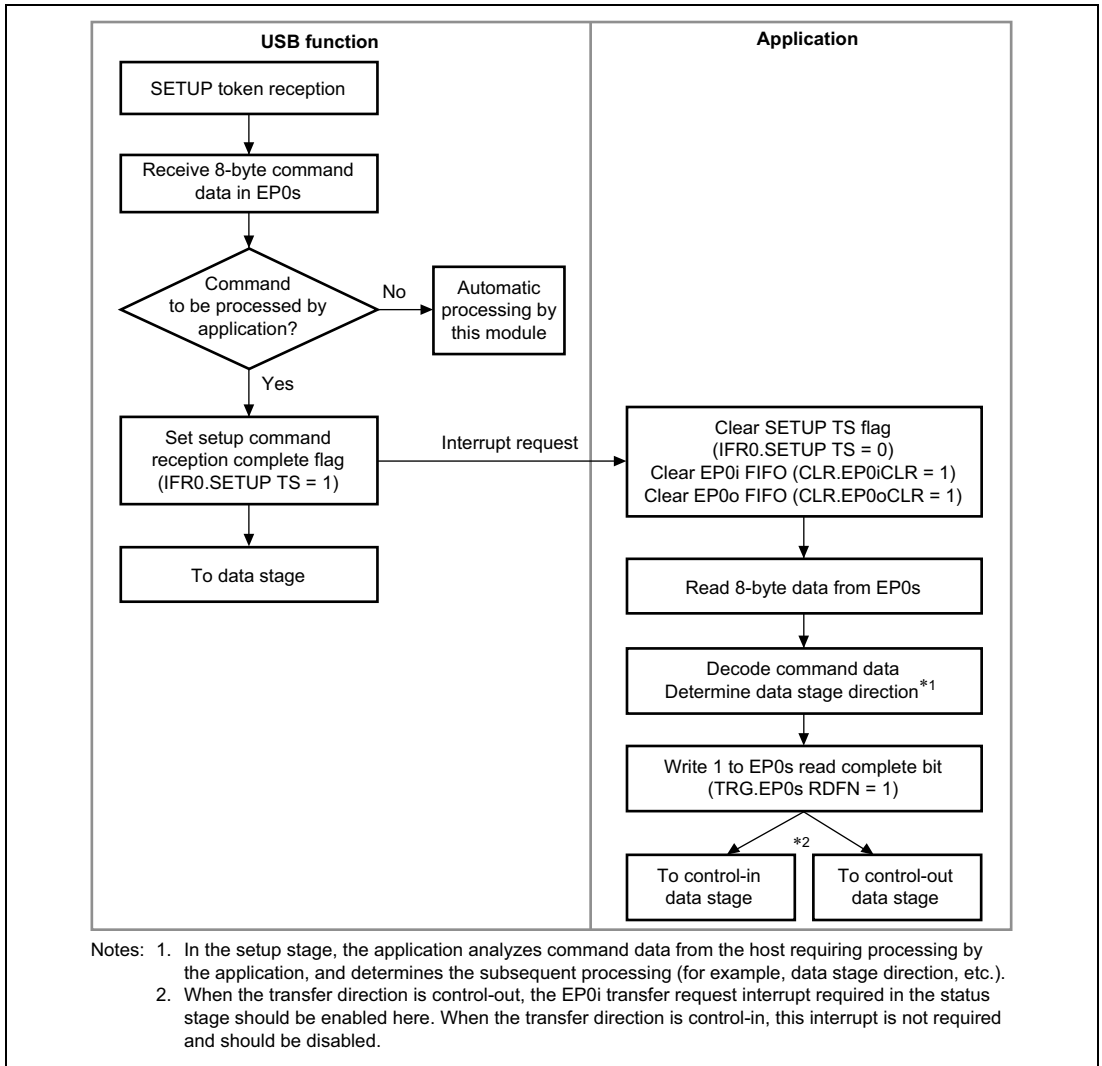 USB function
SETUP token reception
Receive 8-byte command
data in EP0s
Command
to be processed by
application?
No
Automatic
processing by
this module
Yes
Set setup command
reception complete flag
(IFR0.SETUP TS = 1)
Interrupt request
To data stage
Application
Clear SETUP TS flag
(IFR0.SETUP TS = 0)
Clear EP0i FIFO (CLR.EP0iCLR = 1)
Clear EP0o FIFO (CLR.EP0oCLR = 1)
Read 8-byte data from EP0s
Decode command data
Determine data stage direction*1
Write 1 to EP0s read complete bit
(TRG.EP0s RDFN = 1)
*2
To control-in
data stage
To control-out
data stage
Notes: 1. In the setup stage, the application analyzes command data from the host requiring processing by
the application, and determines the subsequent processing (for example, data stage direction, etc.).
2. When the transfer direction is control-out, the EP0i transfer request interrupt required in the status
stage should be enabled here. When the transfer direction is control-in, this interrupt is not required
and should be disabled.